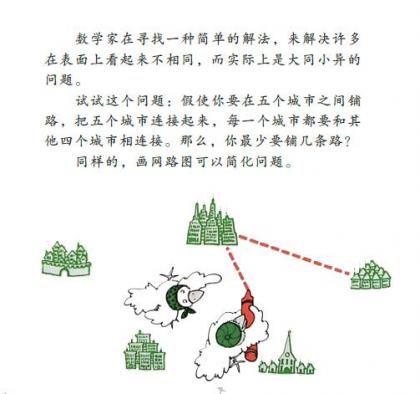 数学家在寻找一种简单的解法，来解决许多
在表面上看起来不相同，而实际上是大同小异的
问题。
试试这个问题：假使你要在五个城市之间铺
路，把五个城市连接起来，每一个城市都要和其
他四个城市相连接。那么，你最少要铺几条路？
同样的，画网路图可以简化问题。